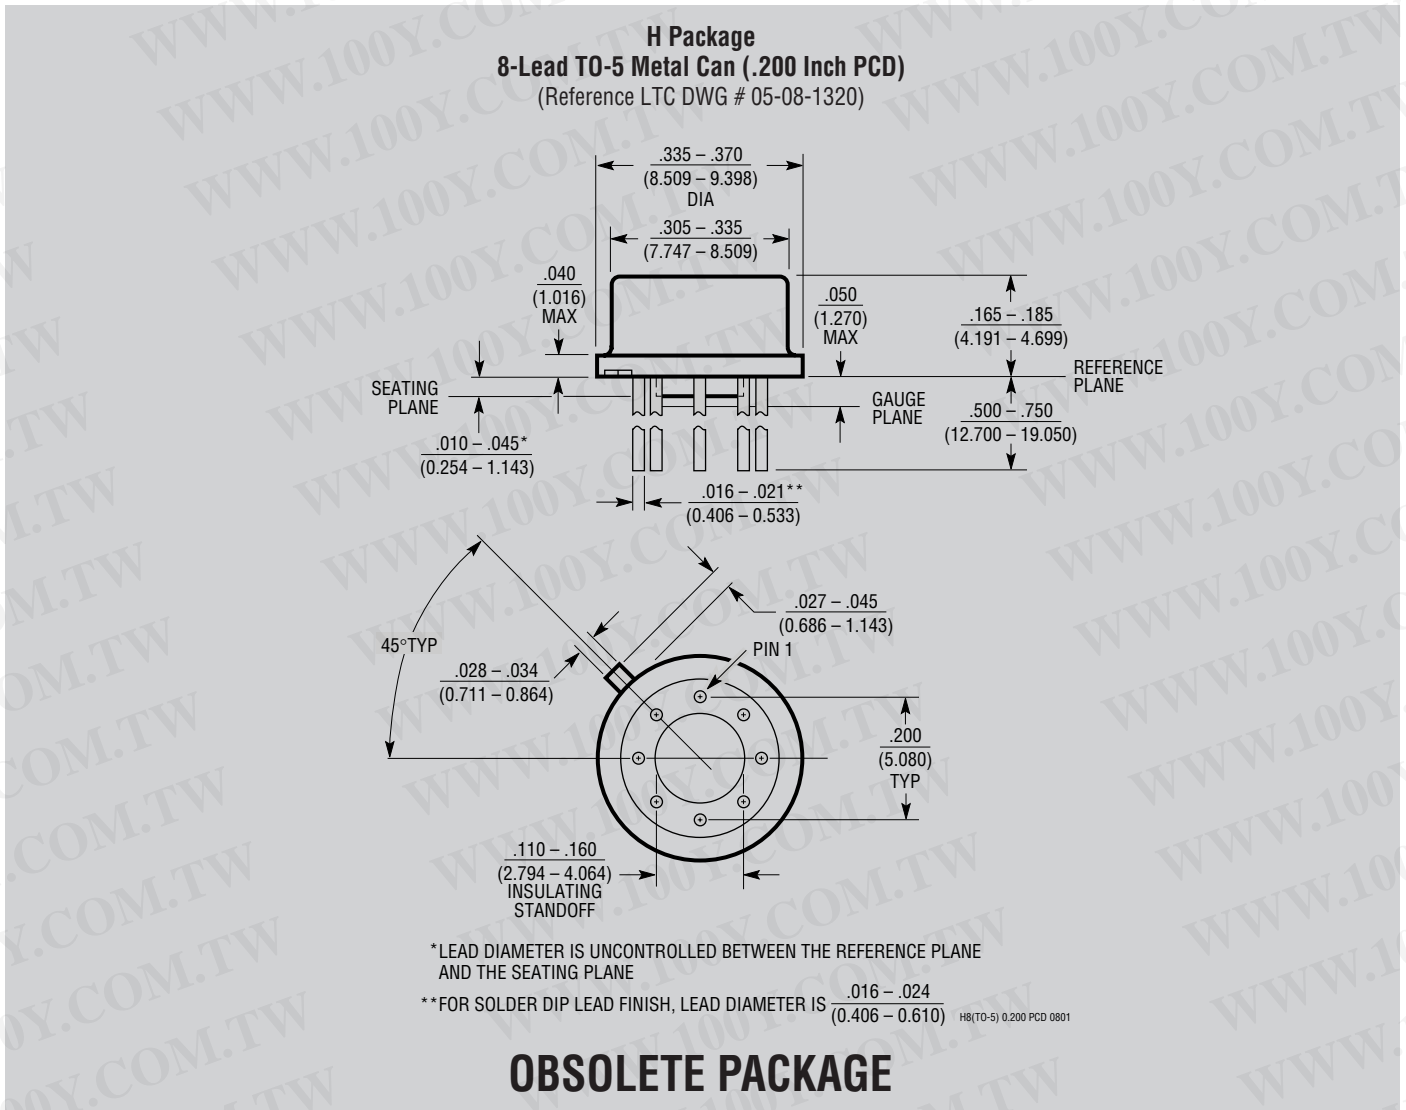 H Package
8-Lead TO-5 Metal Can (.200 Inch PCD)
(Reference LTC DWG # 05-08-1320)
.335 – .370
(8.509 – 9.398)
DIA
.305 – .335
(7.747 – 8.509)
.040
(1.016)
MAX
.050
(1.270)
MAX
.165 – .185
(4.191 – 4.699)
REFERENCE
PLANE
SEATING
PLANE
GAUGE
PLANE
.500 – .750
(12.700 – 19.050)
.010 – .045*
(0.254 – 1.143)
.016 – .021**
(0.406 – 0.533)
45°TYP
.028 – .034
(0.711 – 0.864)
.027 – .045
(0.686 – 1.143)
PIN 1
.200
(5.080)
TYP
.110 – .160
(2.794 – 4.064)
INSULATING
STANDOFF
*LEAD DIAMETER IS UNCONTROLLED BETWEEN THE REFERENCE PLANE
AND THE SEATING PLANE
**FOR SOLDER DIP LEAD FINISH, LEAD DIAMETER IS .016 – .024
(0.406 – 0.610)
H8(TO-5) 0.200 PCD 0801
OBSOLETE PACKAGE
WWW.100Y.COM.TW